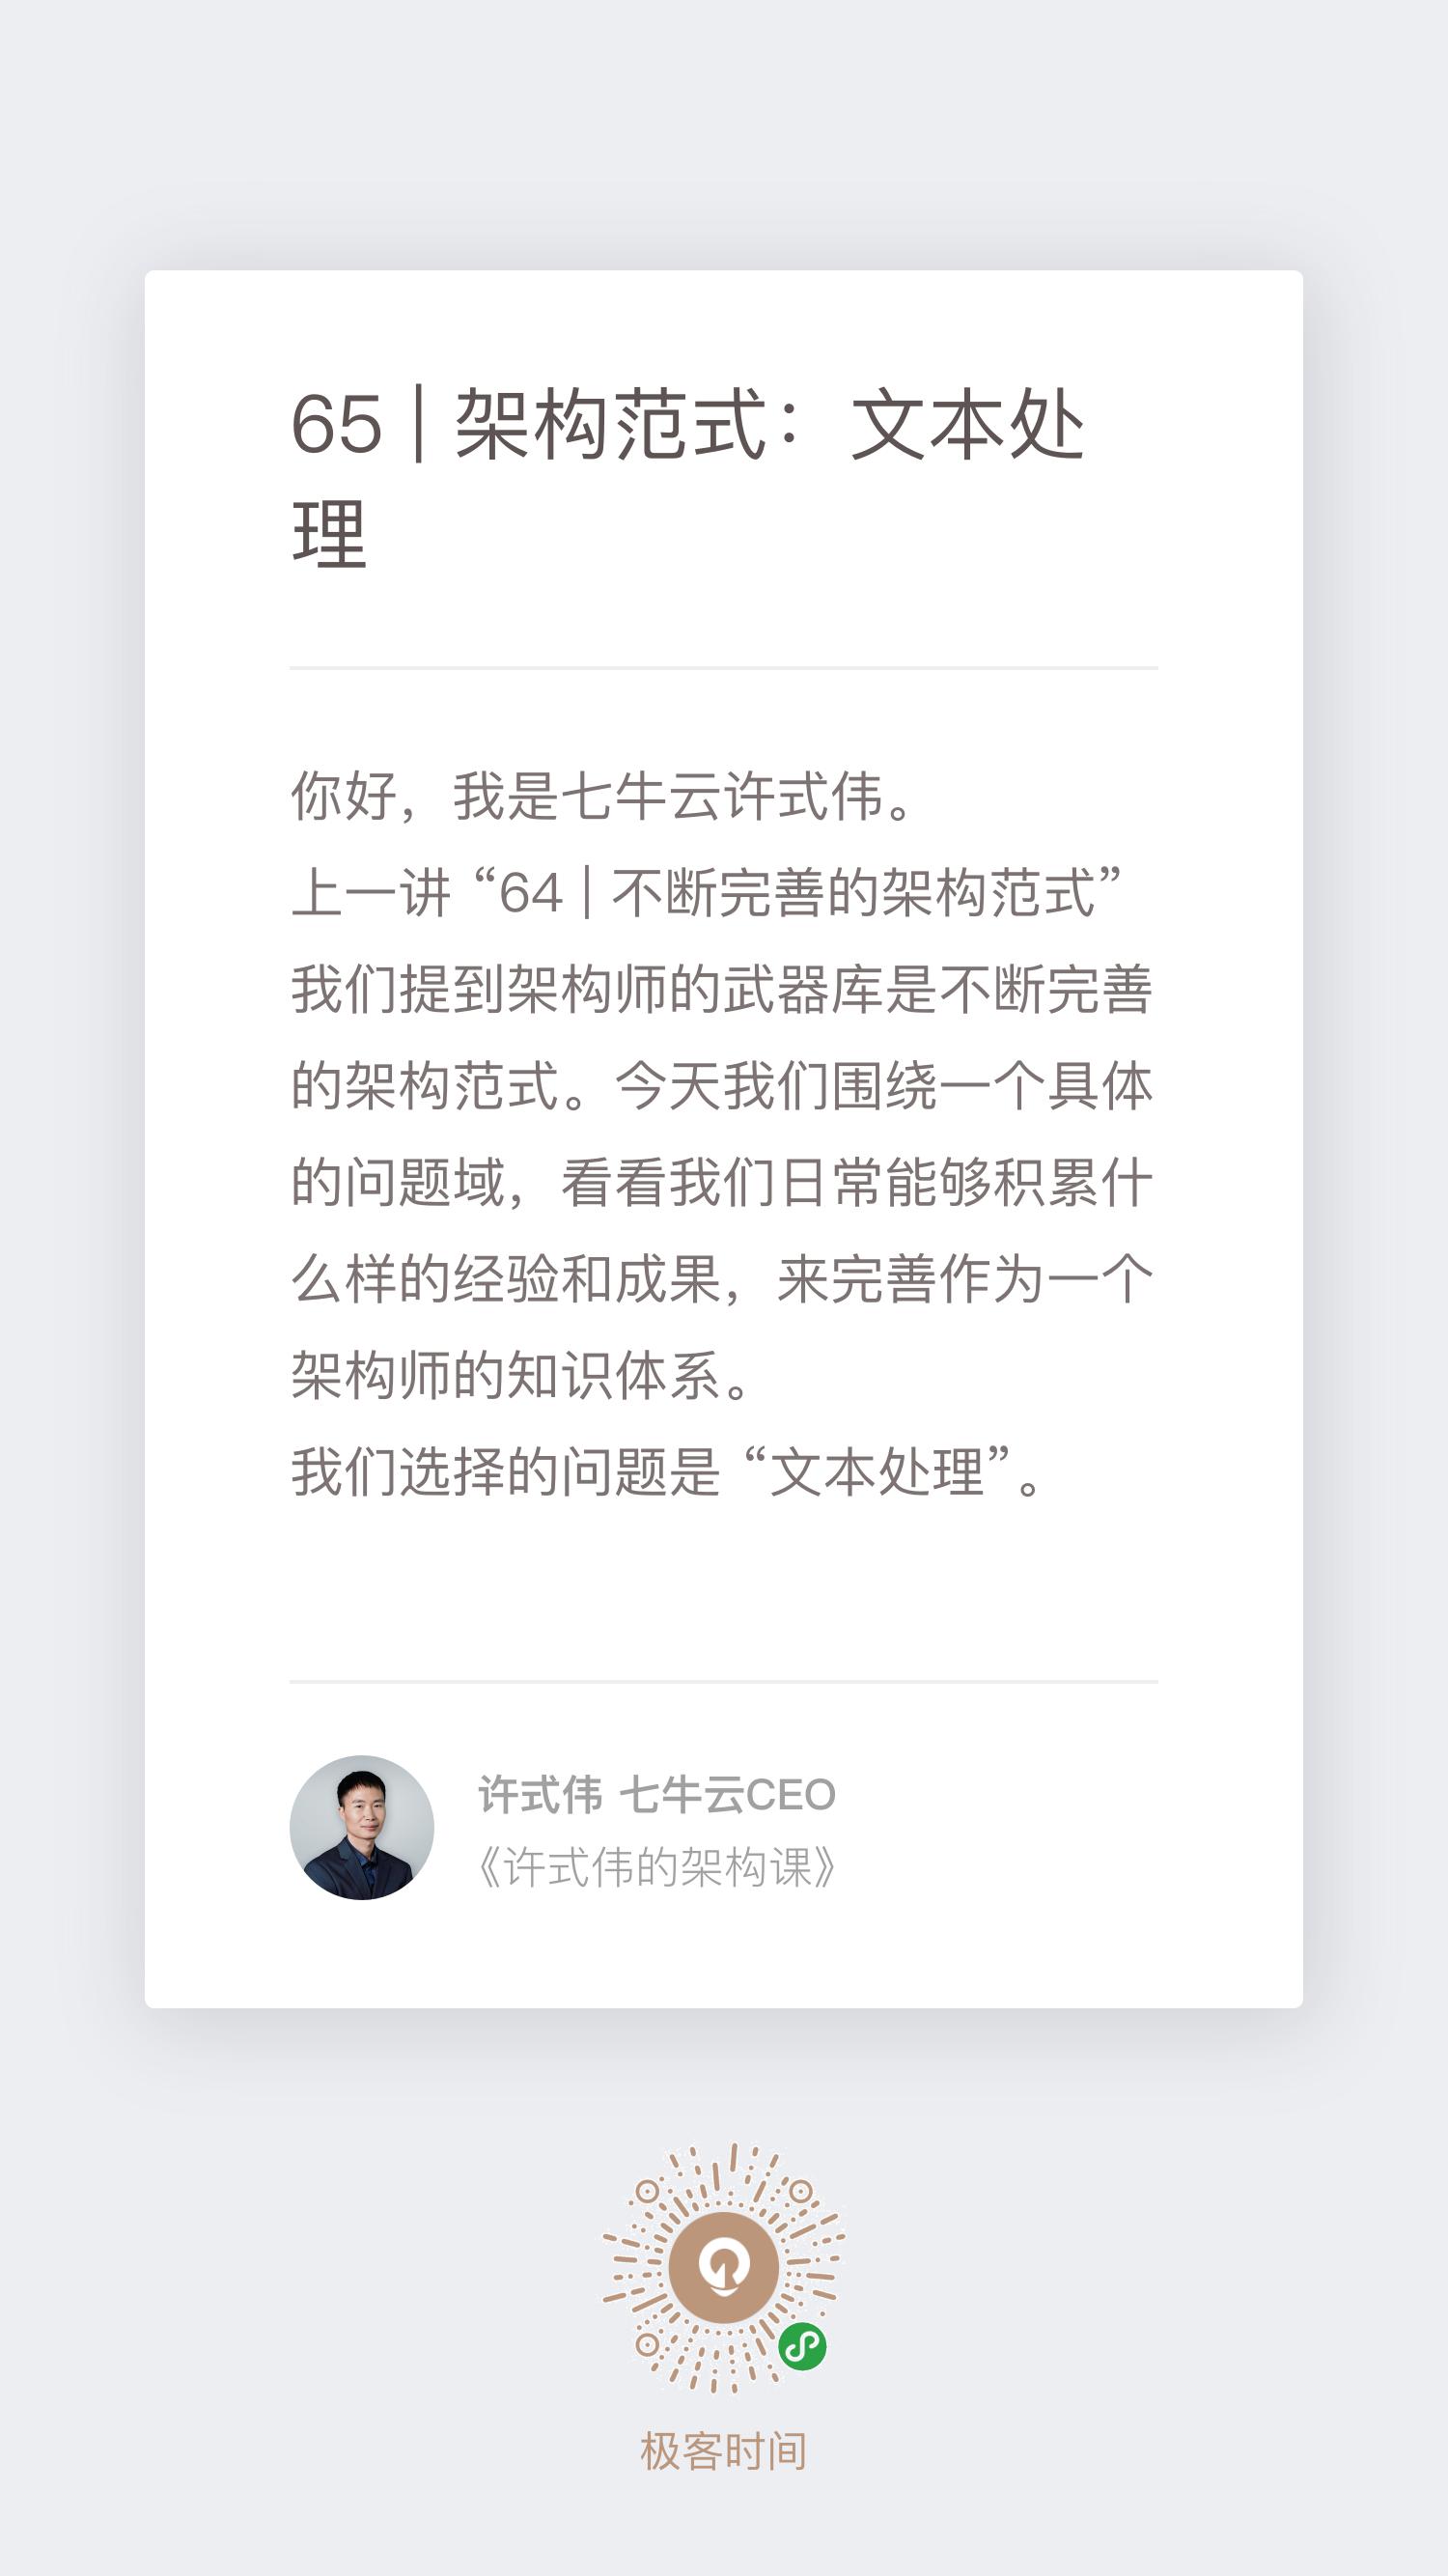 65 | 架构范式：文本处
理
你好，我是七牛云许式伟。
上一讲 “64 | 不断完善的架构范式”
我们提到架构师的武器库是不断完善
的架构范式。今天我们围绕一个具体
的问题域，看看我们日常能够积累什
么样的经验和成果，来完善作为一个
架构师的知识体系。
我们选择的问题是 “文本处理”。
许式伟 七牛云CEO
《许式伟的架构课》
极客时间